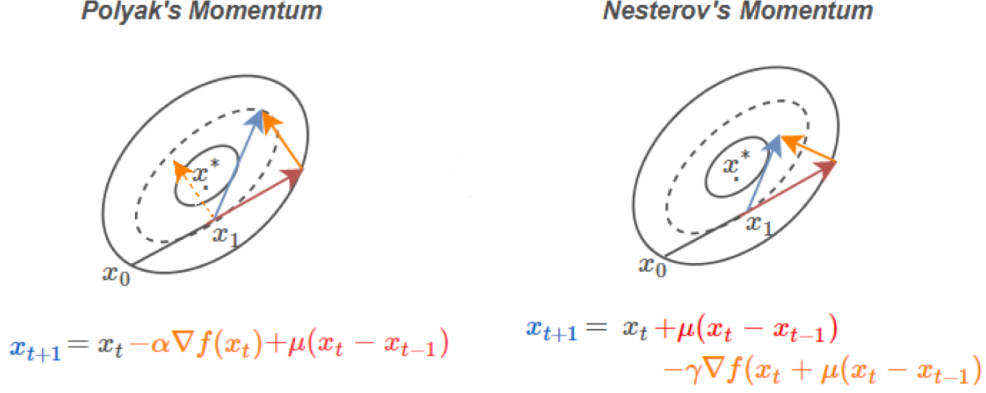 Polyak's Momentum
Nesterov's Momentum
x*
x₁
x₀
x*
x₁
x₀
xₜ₊₁ = xₜ −α∇f(xₜ)+μ(xₜ − xₜ₋₁)
xₜ₊₁ = xₜ +μ(xₜ − xₜ₋₁)
−γ∇f(xₜ + μ(xₜ − xₜ₋₁)